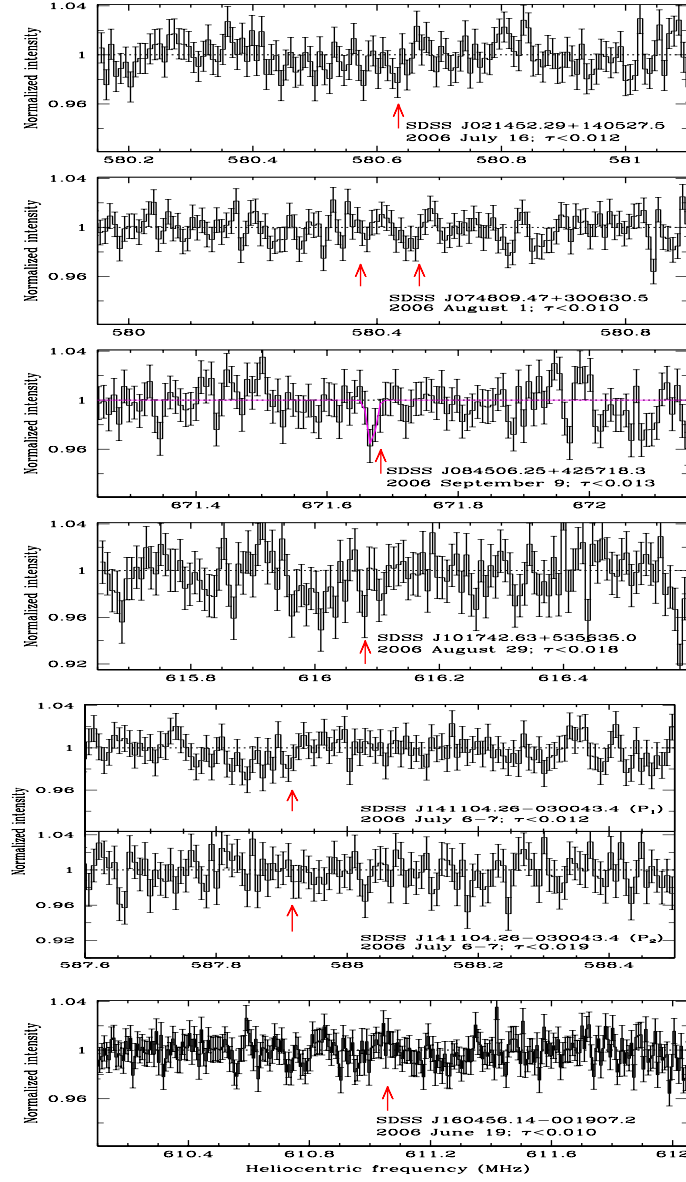 1.04
1
0.96
Normalized intensity
SDSS J021452.29+140527.5
2006 July 16; τ<0.012
580.2 580.4 580.6 580.8 581
1.04
1
0.96
Normalized intensity
SDSS J074809.47+300630.5
2006 August 1; τ<0.010
580 580.4 580.8
1.04
1
0.96
Normalized intensity
SDSS J084506.25+425718.3
2006 September 9; τ<0.013
671.4 671.6 671.8 672
1.04
1
0.96
0.92
Normalized intensity
SDSS J101742.63+535635.0
2006 August 29; τ<0.018
615.8 616 616.2 616.4
1.04
1
0.96
Normalized intensity
SDSS J141104.26−030043.4 (P1)
2006 July 6−7; τ<0.012
1.04
1
0.96
0.92
SDSS J141104.26−030043.4 (P2)
2006 July 6−7; τ<0.019
587.6 587.8 588 588.2 588.4
1.04
1
0.96
Normalized intensity
SDSS J160456.14−001907.2
2006 June 19; τ<0.010
610.4 610.8 611.2 611.6 612
Heliocentric frequency (MHz)